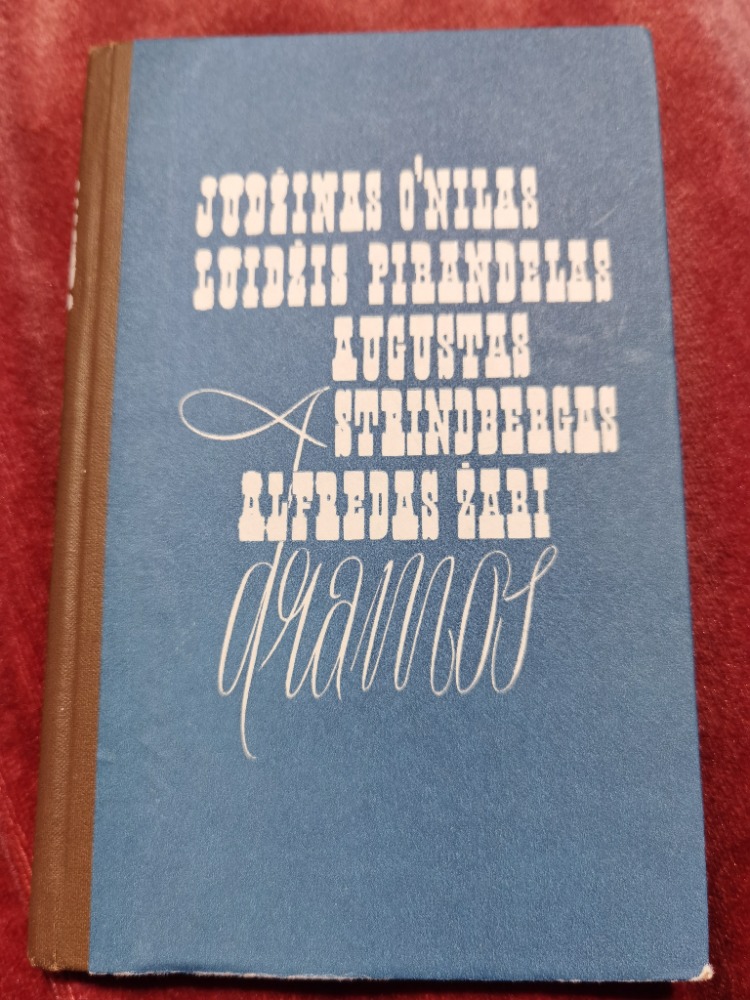 JUDŽINAS O'NILAS
LUIDŽIS PIRANDELAS
AUGUSTAS
STRINDBERGAS
ALFREDAS ŽARI
dramos